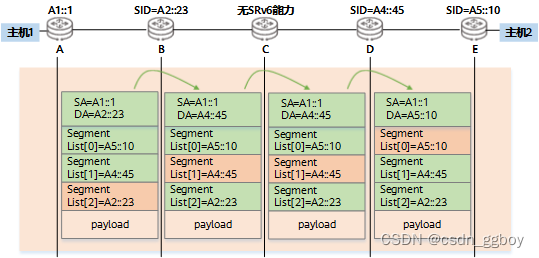 A1::1
SID=A2::23
无SRv6能力
SID=A4::45
SID=A5::10
主机1
主机2
A
B
C
D
E
SA=A1::1
DA=A2::23
Segment
List[0]=A5::10
Segment
List[1]=A4::45
Segment
List[2]=A2::23
payload
SA=A1::1
DA=A4::45
Segment
List[0]=A5::10
Segment
List[1]=A4::45
Segment
List[2]=A2::23
payload
SA=A1::1
DA=A4::45
Segment
List[0]=A5::10
Segment
List[1]=A4::45
Segment
List[2]=A2::23
payload
SA=A1::1
DA=A5::10
Segment
List[0]=A5::10
Segment
List[1]=A4::45
Segment
List[2]=A2::23
payload
CSDN @csdn_ggboy